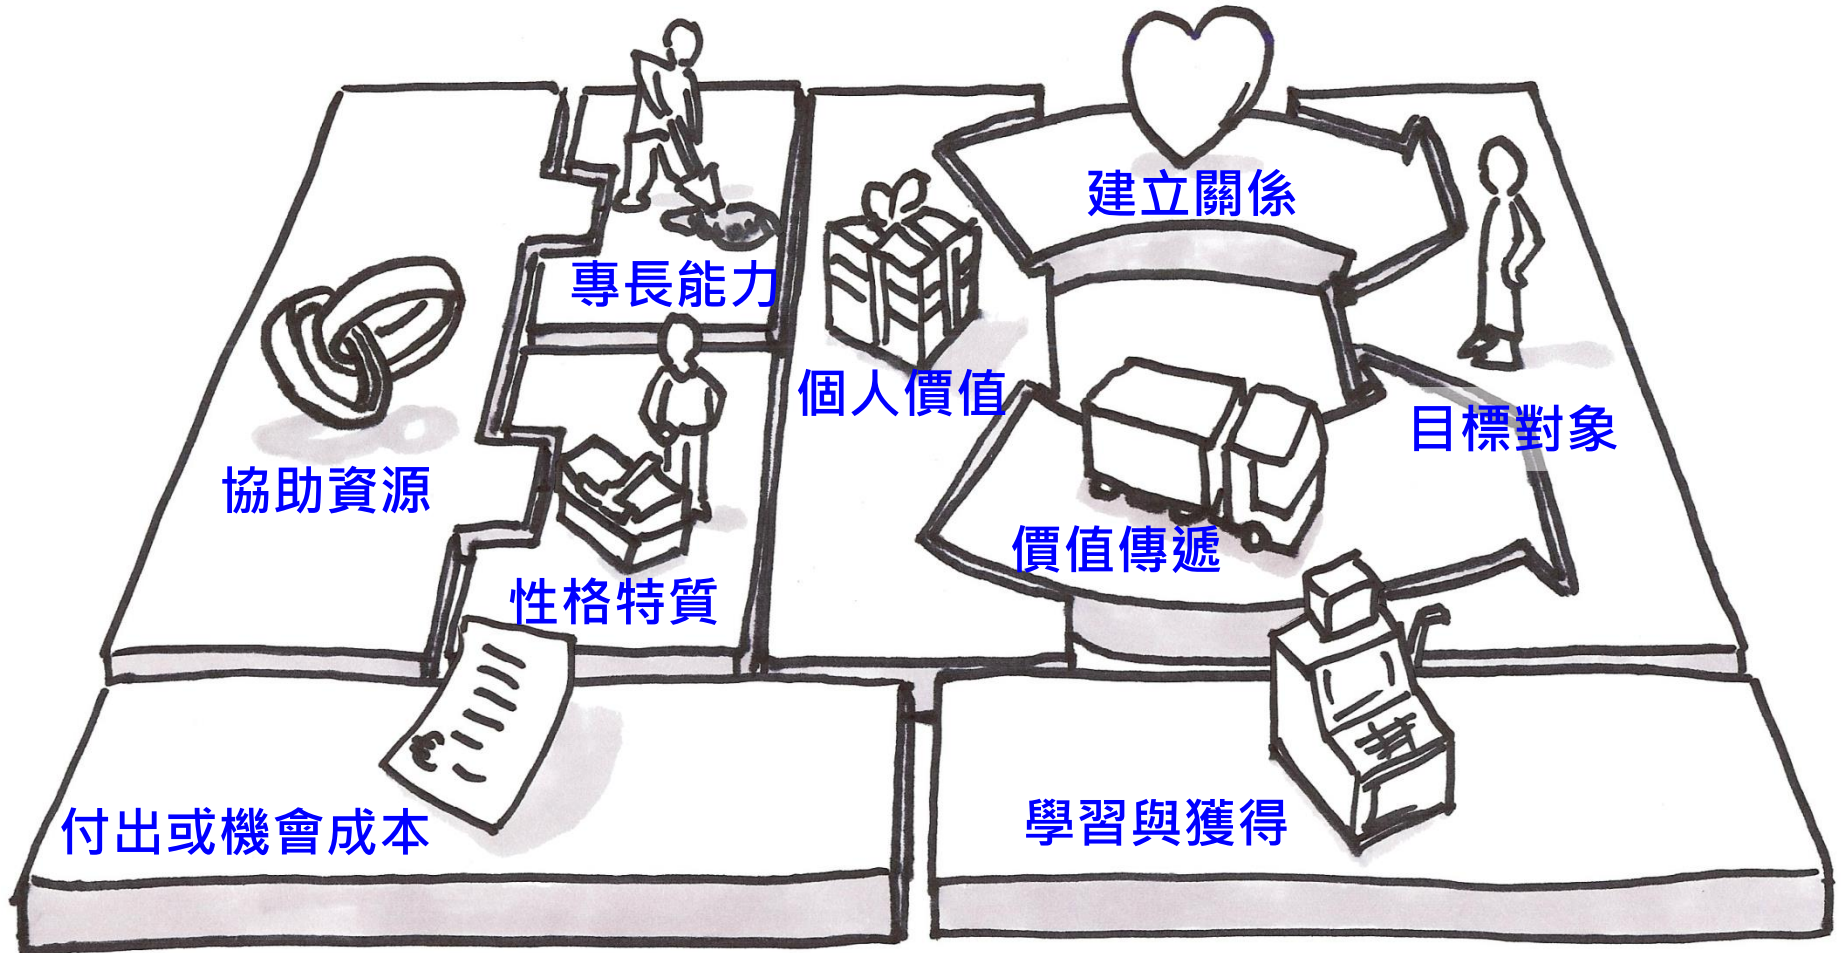 建立關係
專長能力
個人價值
目標對象
協助資源
價值傳遞
性格特質
付出或機會成本
學習與獲得